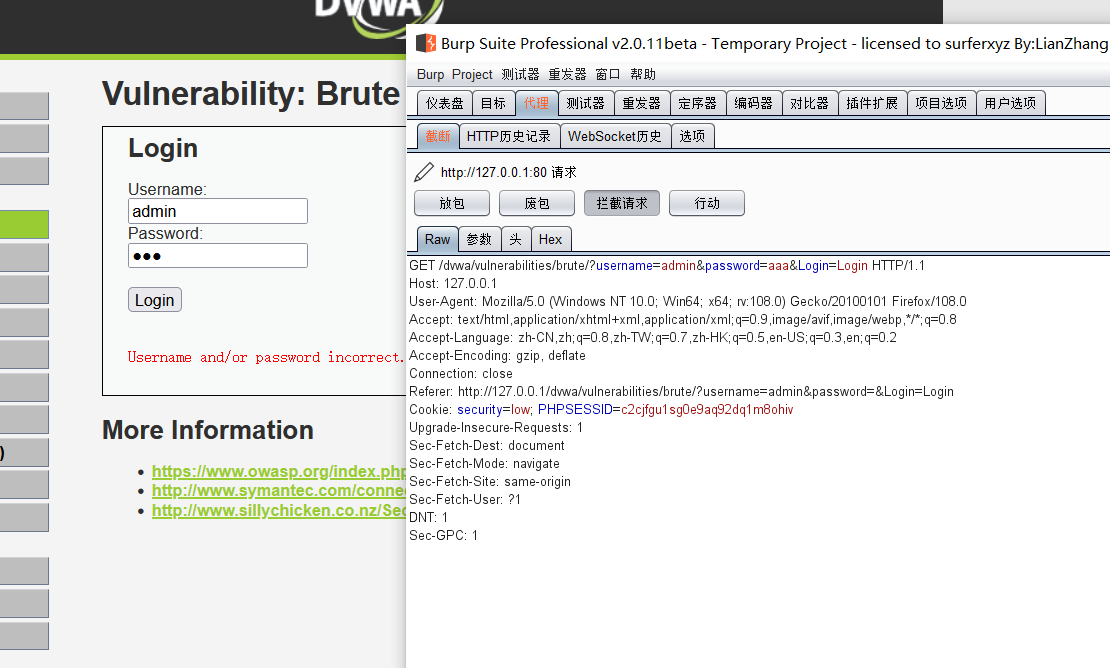 DVWA
Vulnerability: Brute
Login
Username:
admin
Password:
●●●
Login
Username and/or password incorrect.
More Information
https://www.owasp.org/index.php
http://www.symantec.com/connec
http://www.sillychicken.co.nz/Sec
)
Burp Suite Professional v2.0.11beta - Temporary Project - licensed to surferxyz By:LianZhang
Burp Project 测试器 重发器 窗口 帮助
仪表盘 目标 代理 测试器 重发器 定序器 编码器 对比器 插件扩展 项目选项 用户选项
截断 HTTP历史记录 WebSocket历史 选项
http://127.0.0.1:80 请求
放包 废包 拦截请求 行动
Raw 参数 头 Hex
GET /dvwa/vulnerabilities/brute/?username=admin&password=aaa&Login=Login HTTP/1.1
Host: 127.0.0.1
User-Agent: Mozilla/5.0 (Windows NT 10.0; Win64; x64; rv:108.0) Gecko/20100101 Firefox/108.0
Accept: text/html,application/xhtml+xml,application/xml;q=0.9,image/avif,image/webp,*/*;q=0.8
Accept-Language: zh-CN,zh;q=0.8,zh-TW;q=0.7,zh-HK;q=0.5,en-US;q=0.3,en;q=0.2
Accept-Encoding: gzip, deflate
Connection: close
Referer: http://127.0.0.1/dvwa/vulnerabilities/brute/?username=admin&password=&Login=Login
Cookie: security=low; PHPSESSID=c2cjfgu1sg0e9aq92dq1m8ohiv
Upgrade-Insecure-Requests: 1
Sec-Fetch-Dest: document
Sec-Fetch-Mode: navigate
Sec-Fetch-Site: same-origin
Sec-Fetch-User: ?1
DNT: 1
Sec-GPC: 1